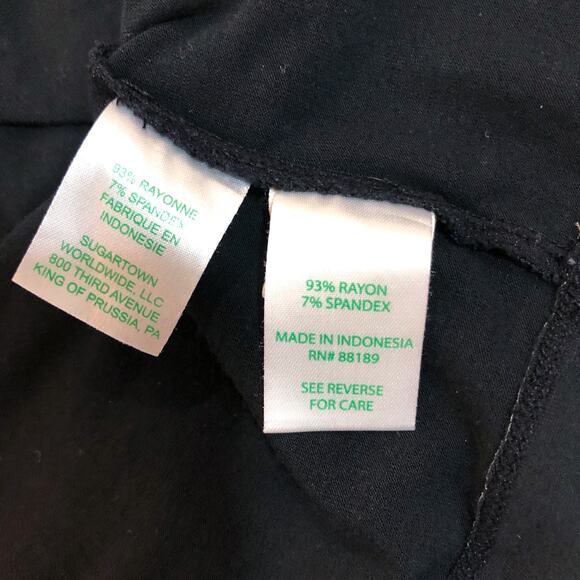 93% RAYONNE
7% SPANDEX
FABRIQUE EN
INDONESIE
SUGARTOWN
WORLDWIDE, LLC
800 THIRD AVENUE
KING OF PRUSSIA, PA
93% RAYON
7% SPANDEX
MADE IN INDONESIA
RN# 88189
SEE REVERSE
FOR CARE